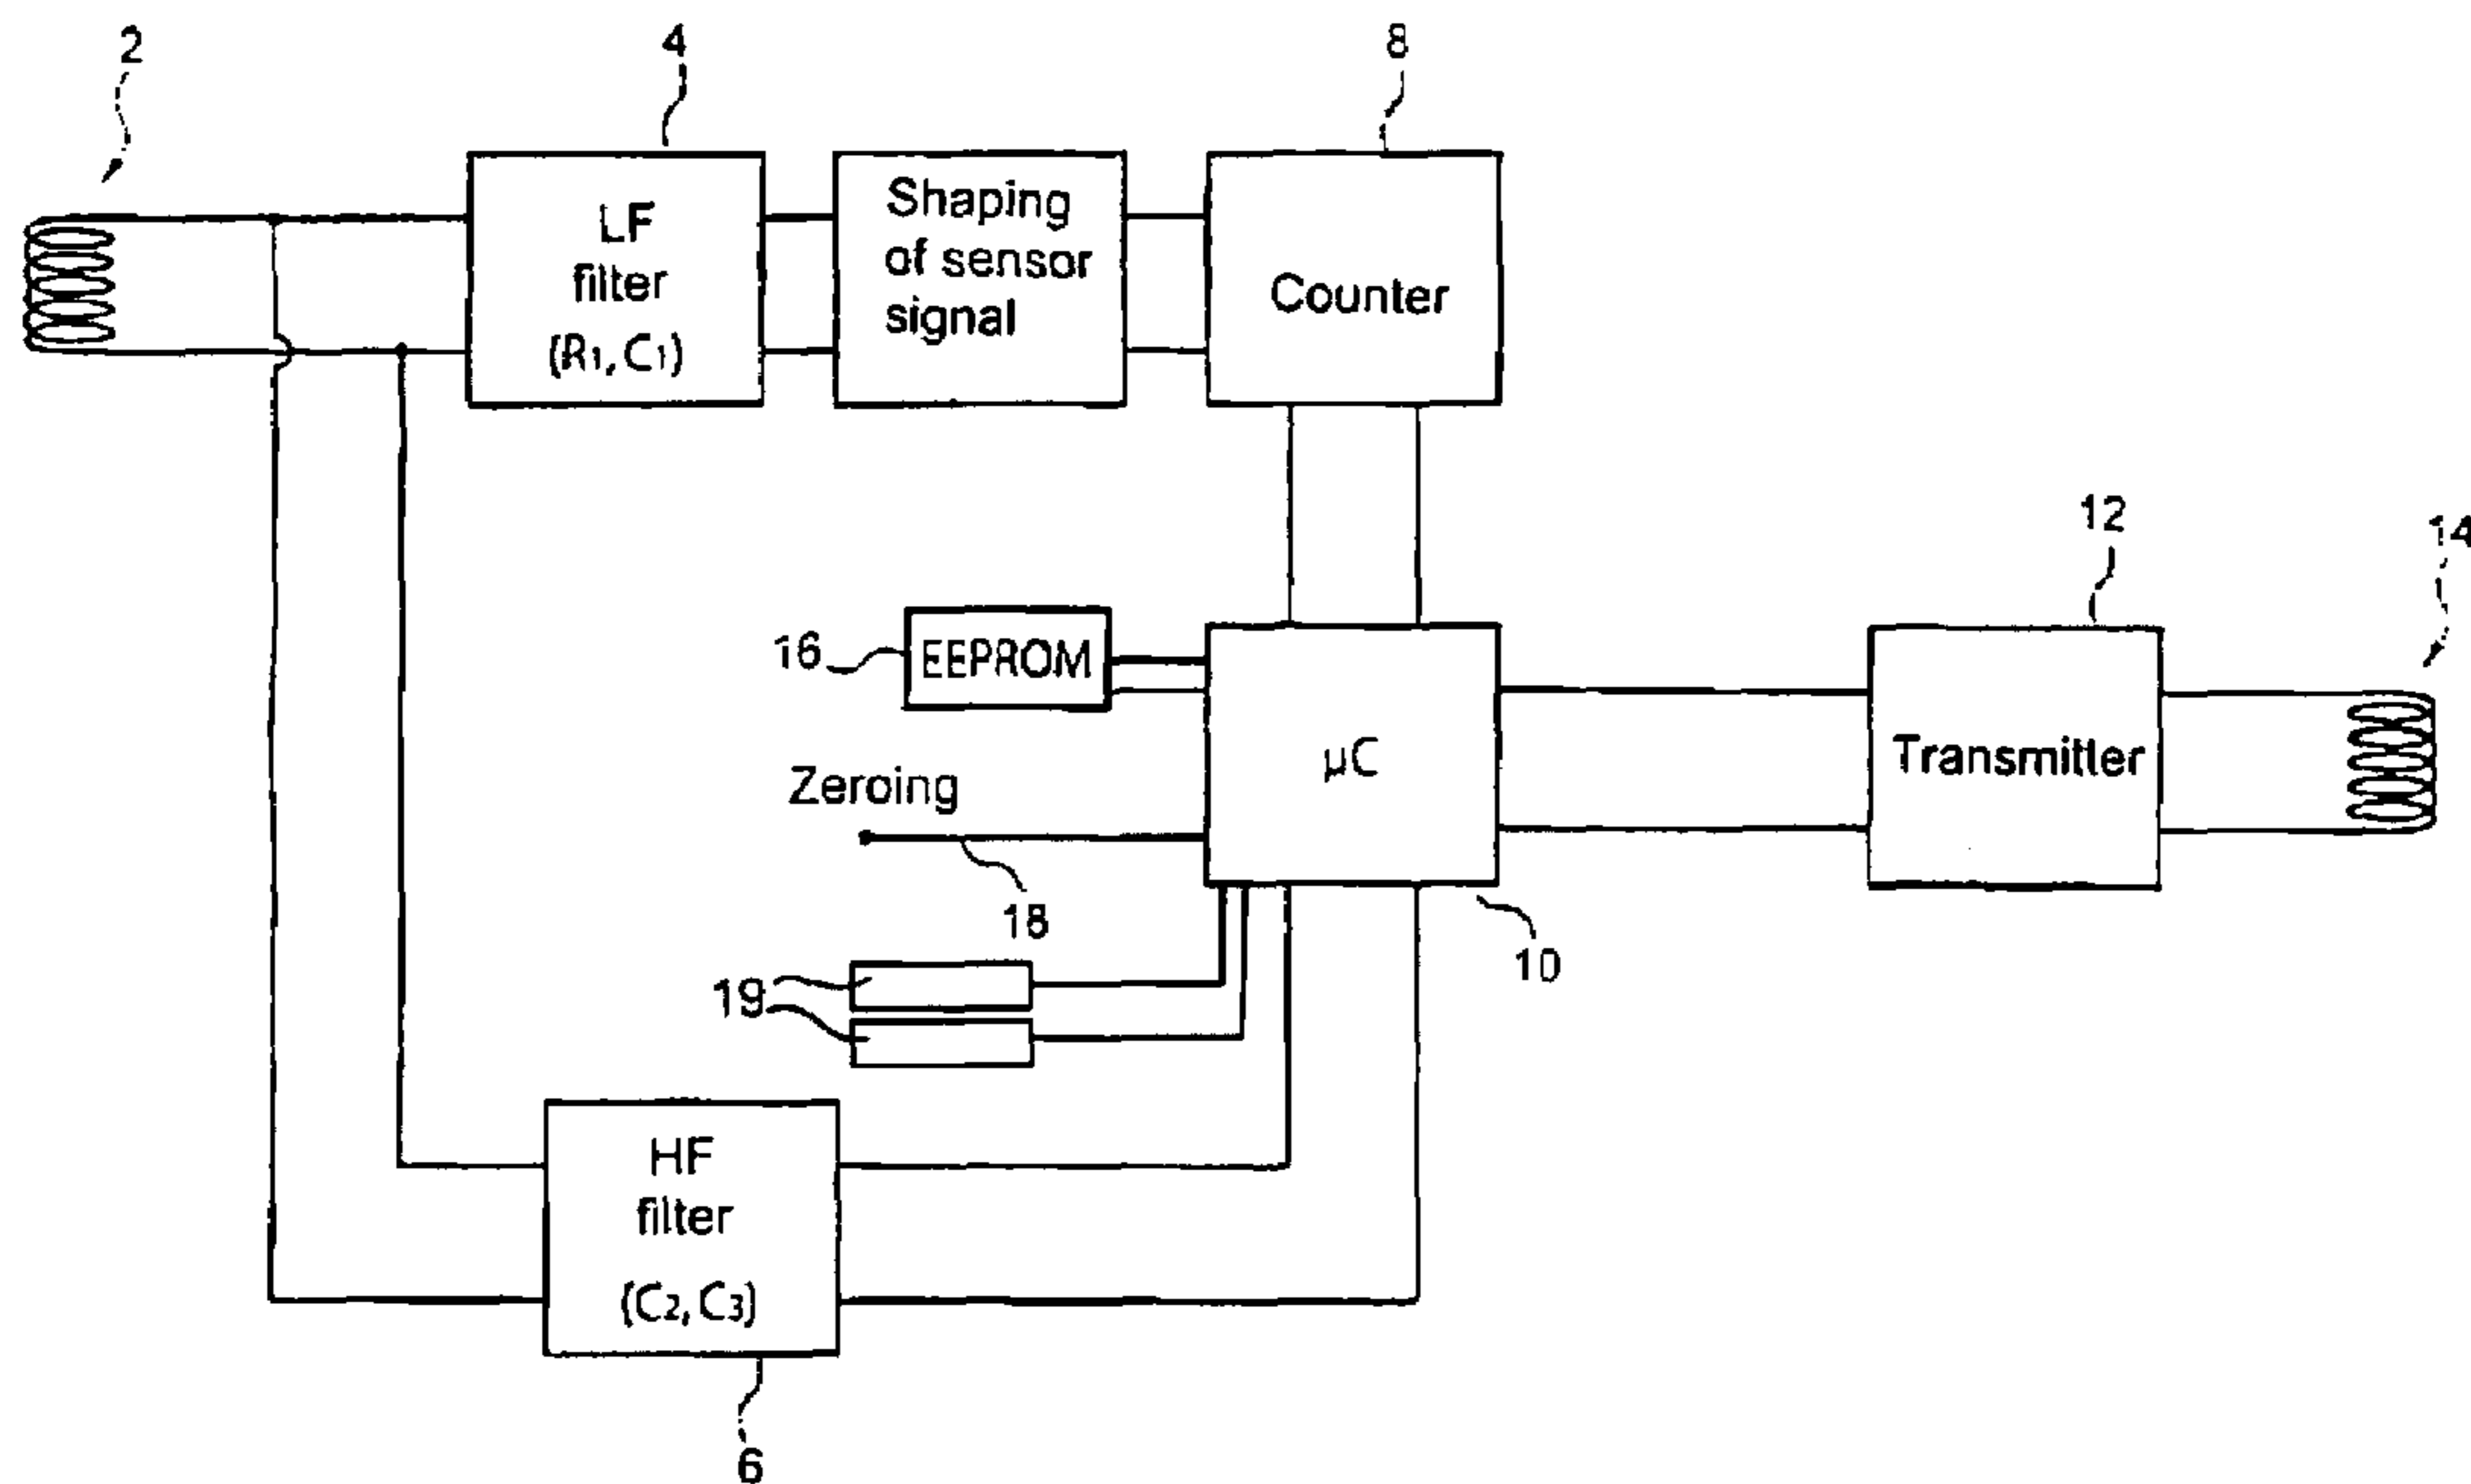 2
4
8
LF
filter
(R1, C1)
Shaping
of sensor
signal
Counter
12
14
16
EEPROM
µC
Transmitter
Zeroing
18
10
19
HF
filter
(C2, C3)
6